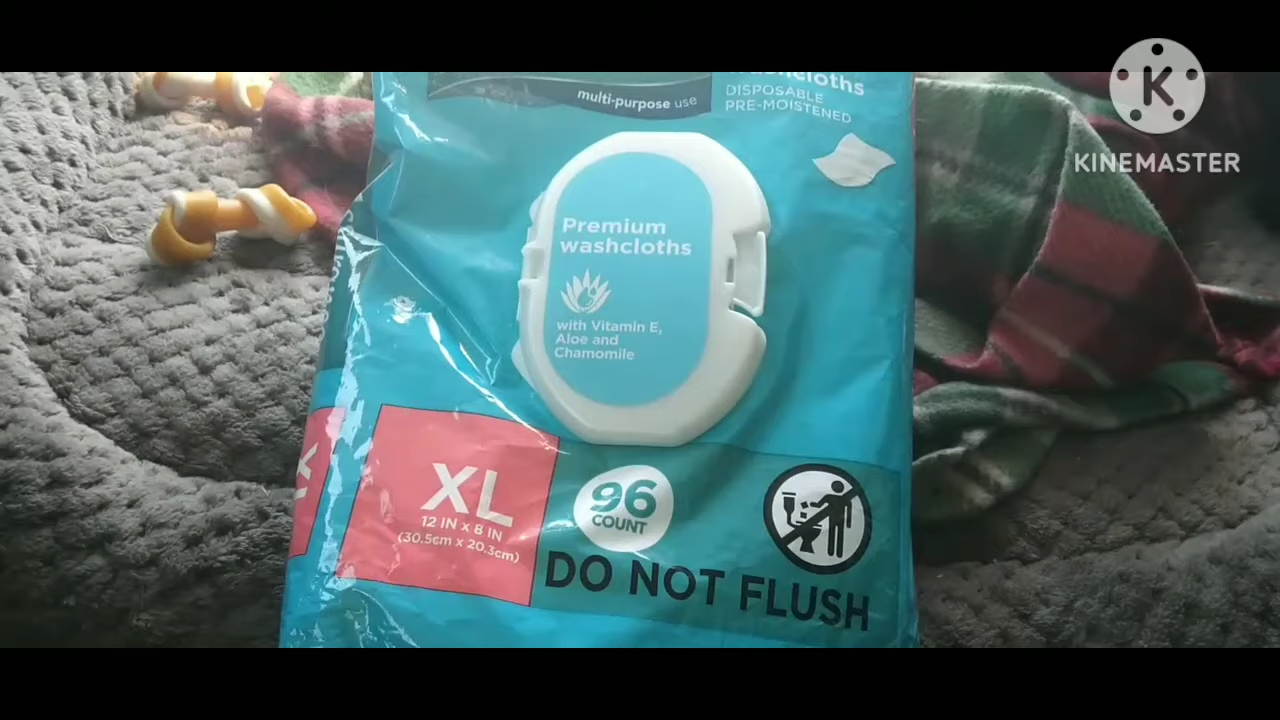 multi-purpose use
washcloths
DISPOSABLE
PRE-MOISTENED
K
KINEMASTER
Premium
washcloths
with Vitamin E,
Aloe and
Chamomile
XL
12 IN x 8 IN
(30.5cm x 20.3cm)
96
COUNT
DO NOT FLUSH